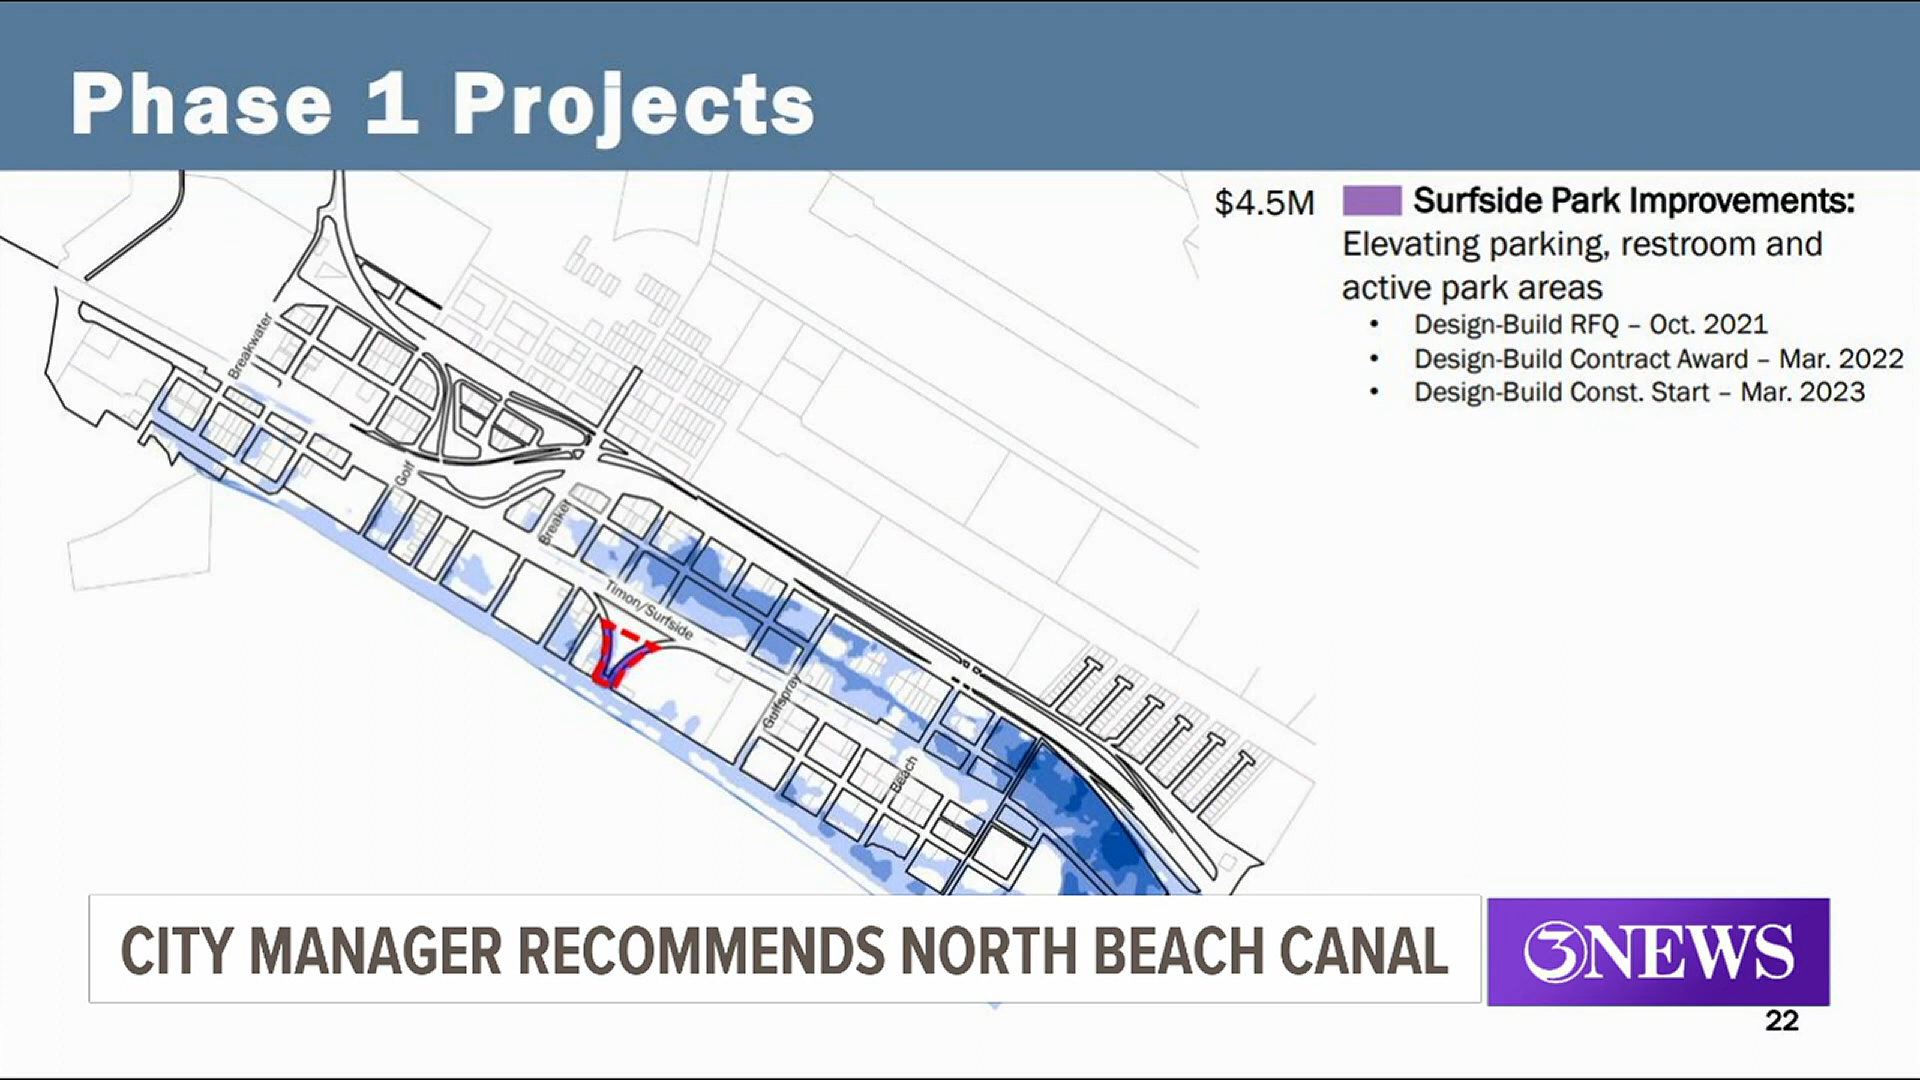 Phase 1 Projects
$4.5M
Surfside Park Improvements:
Elevating parking, restroom and
active park areas
• Design-Build RFQ – Oct. 2021
• Design-Build Contract Award – Mar. 2022
• Design-Build Const. Start – Mar. 2023
Breakwater
Golf
Breaker
Timon/Surfside
Gulfspray
Beach
CITY MANAGER RECOMMENDS NORTH BEACH CANAL
3NEWS
22